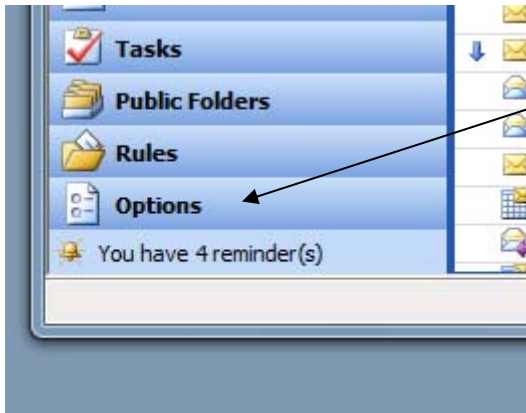 Tasks
Public Folders
Rules
Options
You have 4 reminder(s)